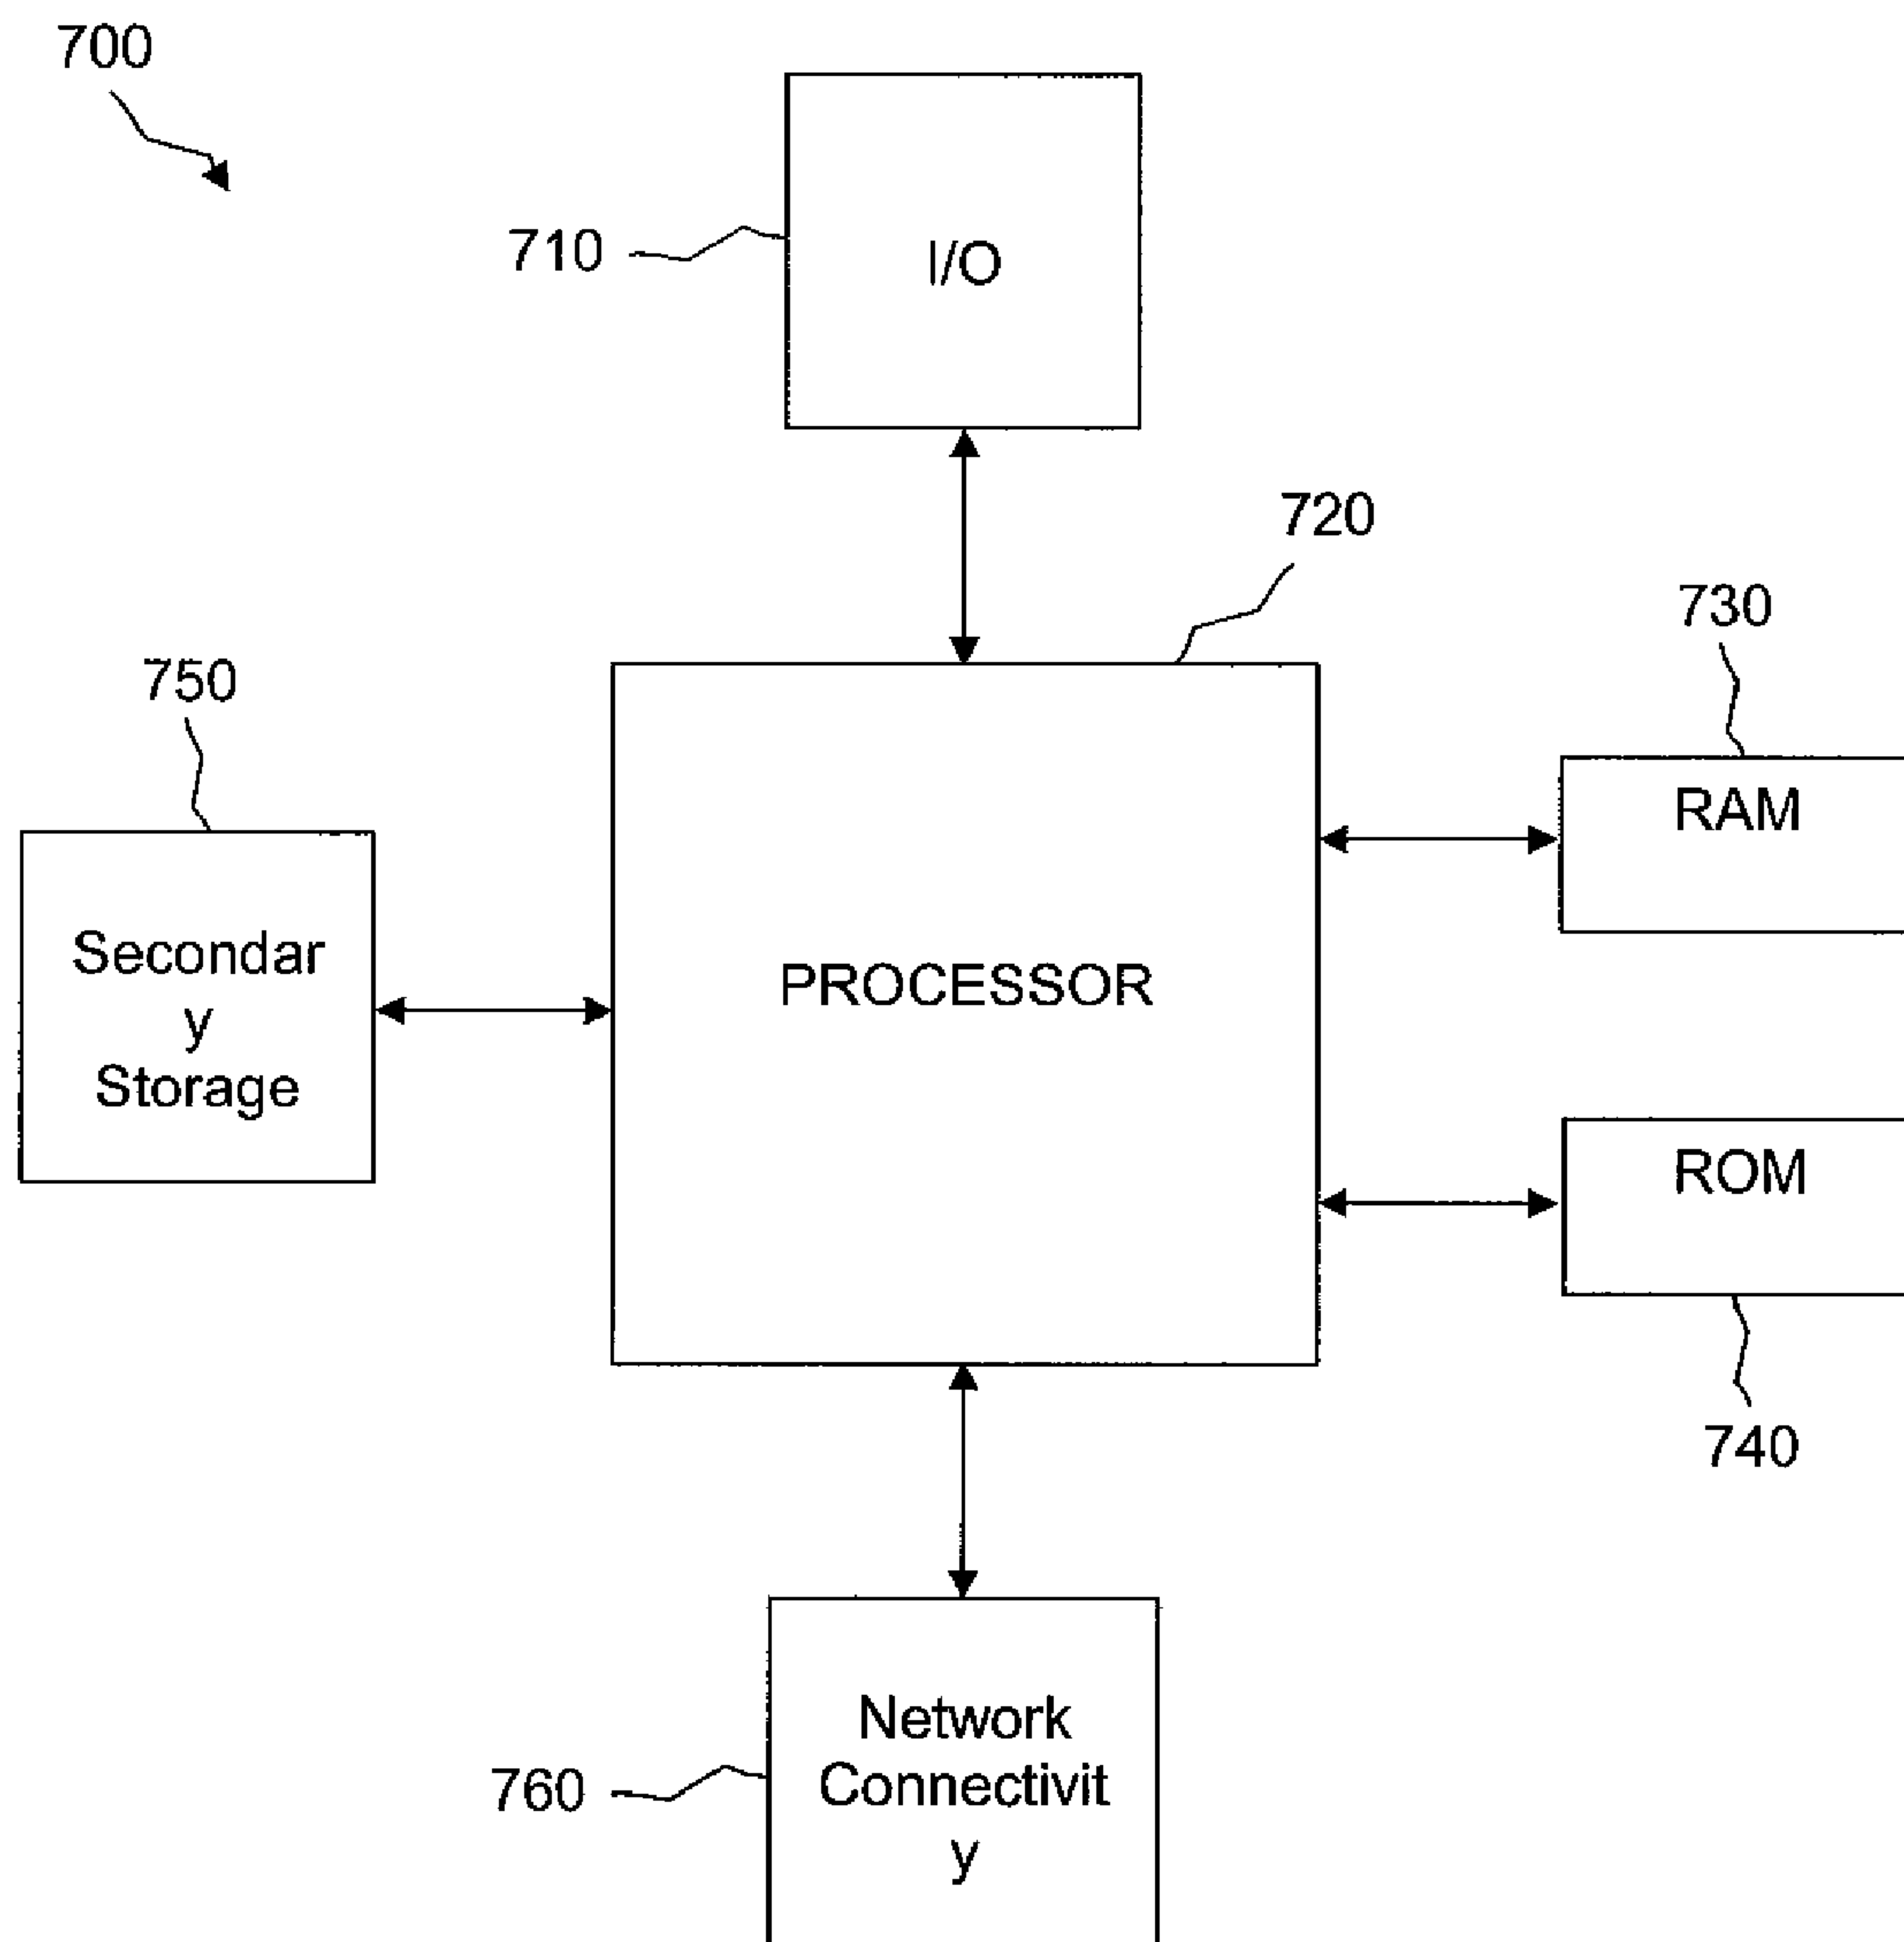 700
710
I/O
720
730
750
RAM
Secondar
y
Storage
PROCESSOR
ROM
740
Network
Connectivit
y
760